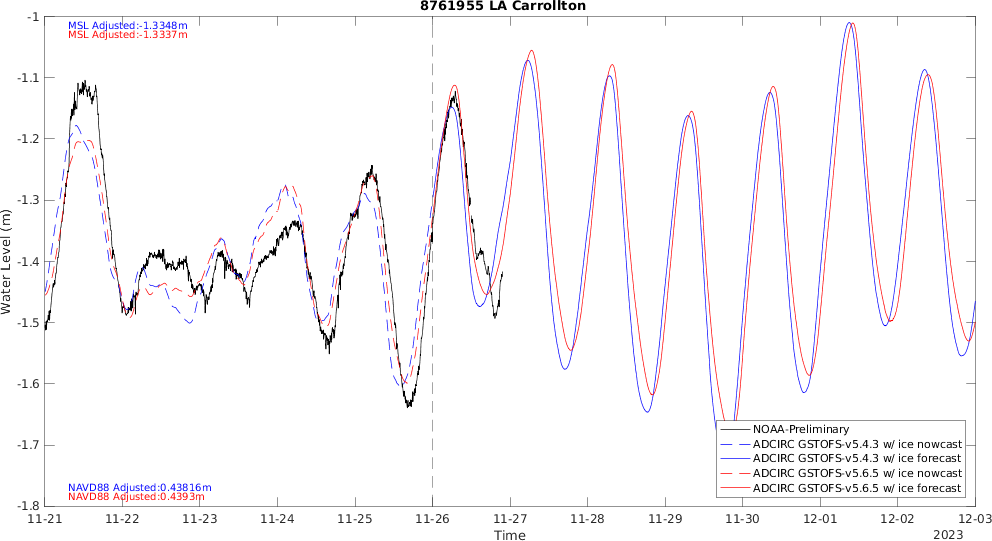 8761955 LA Carrollton
MSL Adjusted:-1.3348m
MSL Adjusted:-1.3337m
-1
-1.1
-1.2
-1.3
-1.4
-1.5
-1.6
-1.7
-1.8
Water Level (m)
NOAA-Preliminary
ADCIRC GSTOFS-v5.4.3 w/ ice nowcast
ADCIRC GSTOFS-v5.4.3 w/ ice forecast
ADCIRC GSTOFS-v5.6.5 w/ ice nowcast
ADCIRC GSTOFS-v5.6.5 w/ ice forecast
NAVD88 Adjusted:0.43816m
NAVD88 Adjusted:0.4393m
11-21 11-22 11-23 11-24 11-25 11-26 11-27 11-28 11-29 11-30 12-01 12-02 12-03
Time
2023